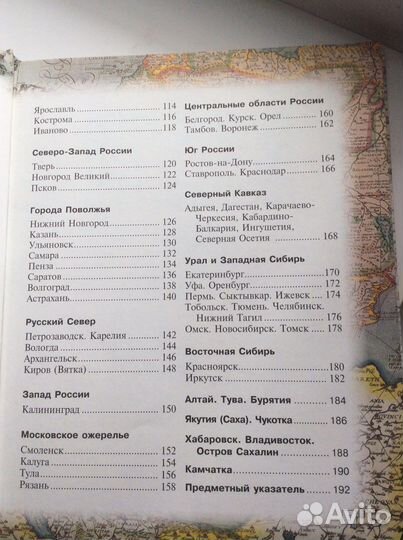 Ярославль 114
Кострома 116
Иваново 118
Северо-Запад России
Тверь 120
Новгород Великий 122
Псков 124
Города Поволжья
Нижний Новгород 126
Казань 128
Ульяновск 130
Самара 132
Пенза 134
Саратов 136
Волгоград 138
Астрахань 140
Русский Север
Петрозаводск. Карелия 142
Вологда 144
Архангельск 146
Киров (Вятка) 148
Запад России
Калининград 150
Московское ожерелье
Смоленск 152
Калуга 154
Тула 156
Рязань 158
Центральные области России
Белгород. Курск. Орел 160
Тамбов. Воронеж 162
Юг России
Ростов-на-Дону 164
Ставрополь. Краснодар 166
Северный Кавказ
Адыгея, Дагестан, Карачаево-
Черкесия, Кабардино-
Балкария, Ингушетия,
Северная Осетия 168
Урал и Западная Сибирь
Екатеринбург 170
Уфа. Оренбург 172
Пермь. Сыктывкар. Ижевск 174
Тобольск. Тюмень. Челябинск.
Нижний Тагил 176
Омск. Новосибирск. Томск 178
Восточная Сибирь
Красноярск 180
Иркутск 182
Алтай. Тува. Бурятия 184
Якутия (Саха). Чукотка 186
Хабаровск. Владивосток.
Остров Сахалин 188
Камчатка 190
Предметный указатель 192
Avito